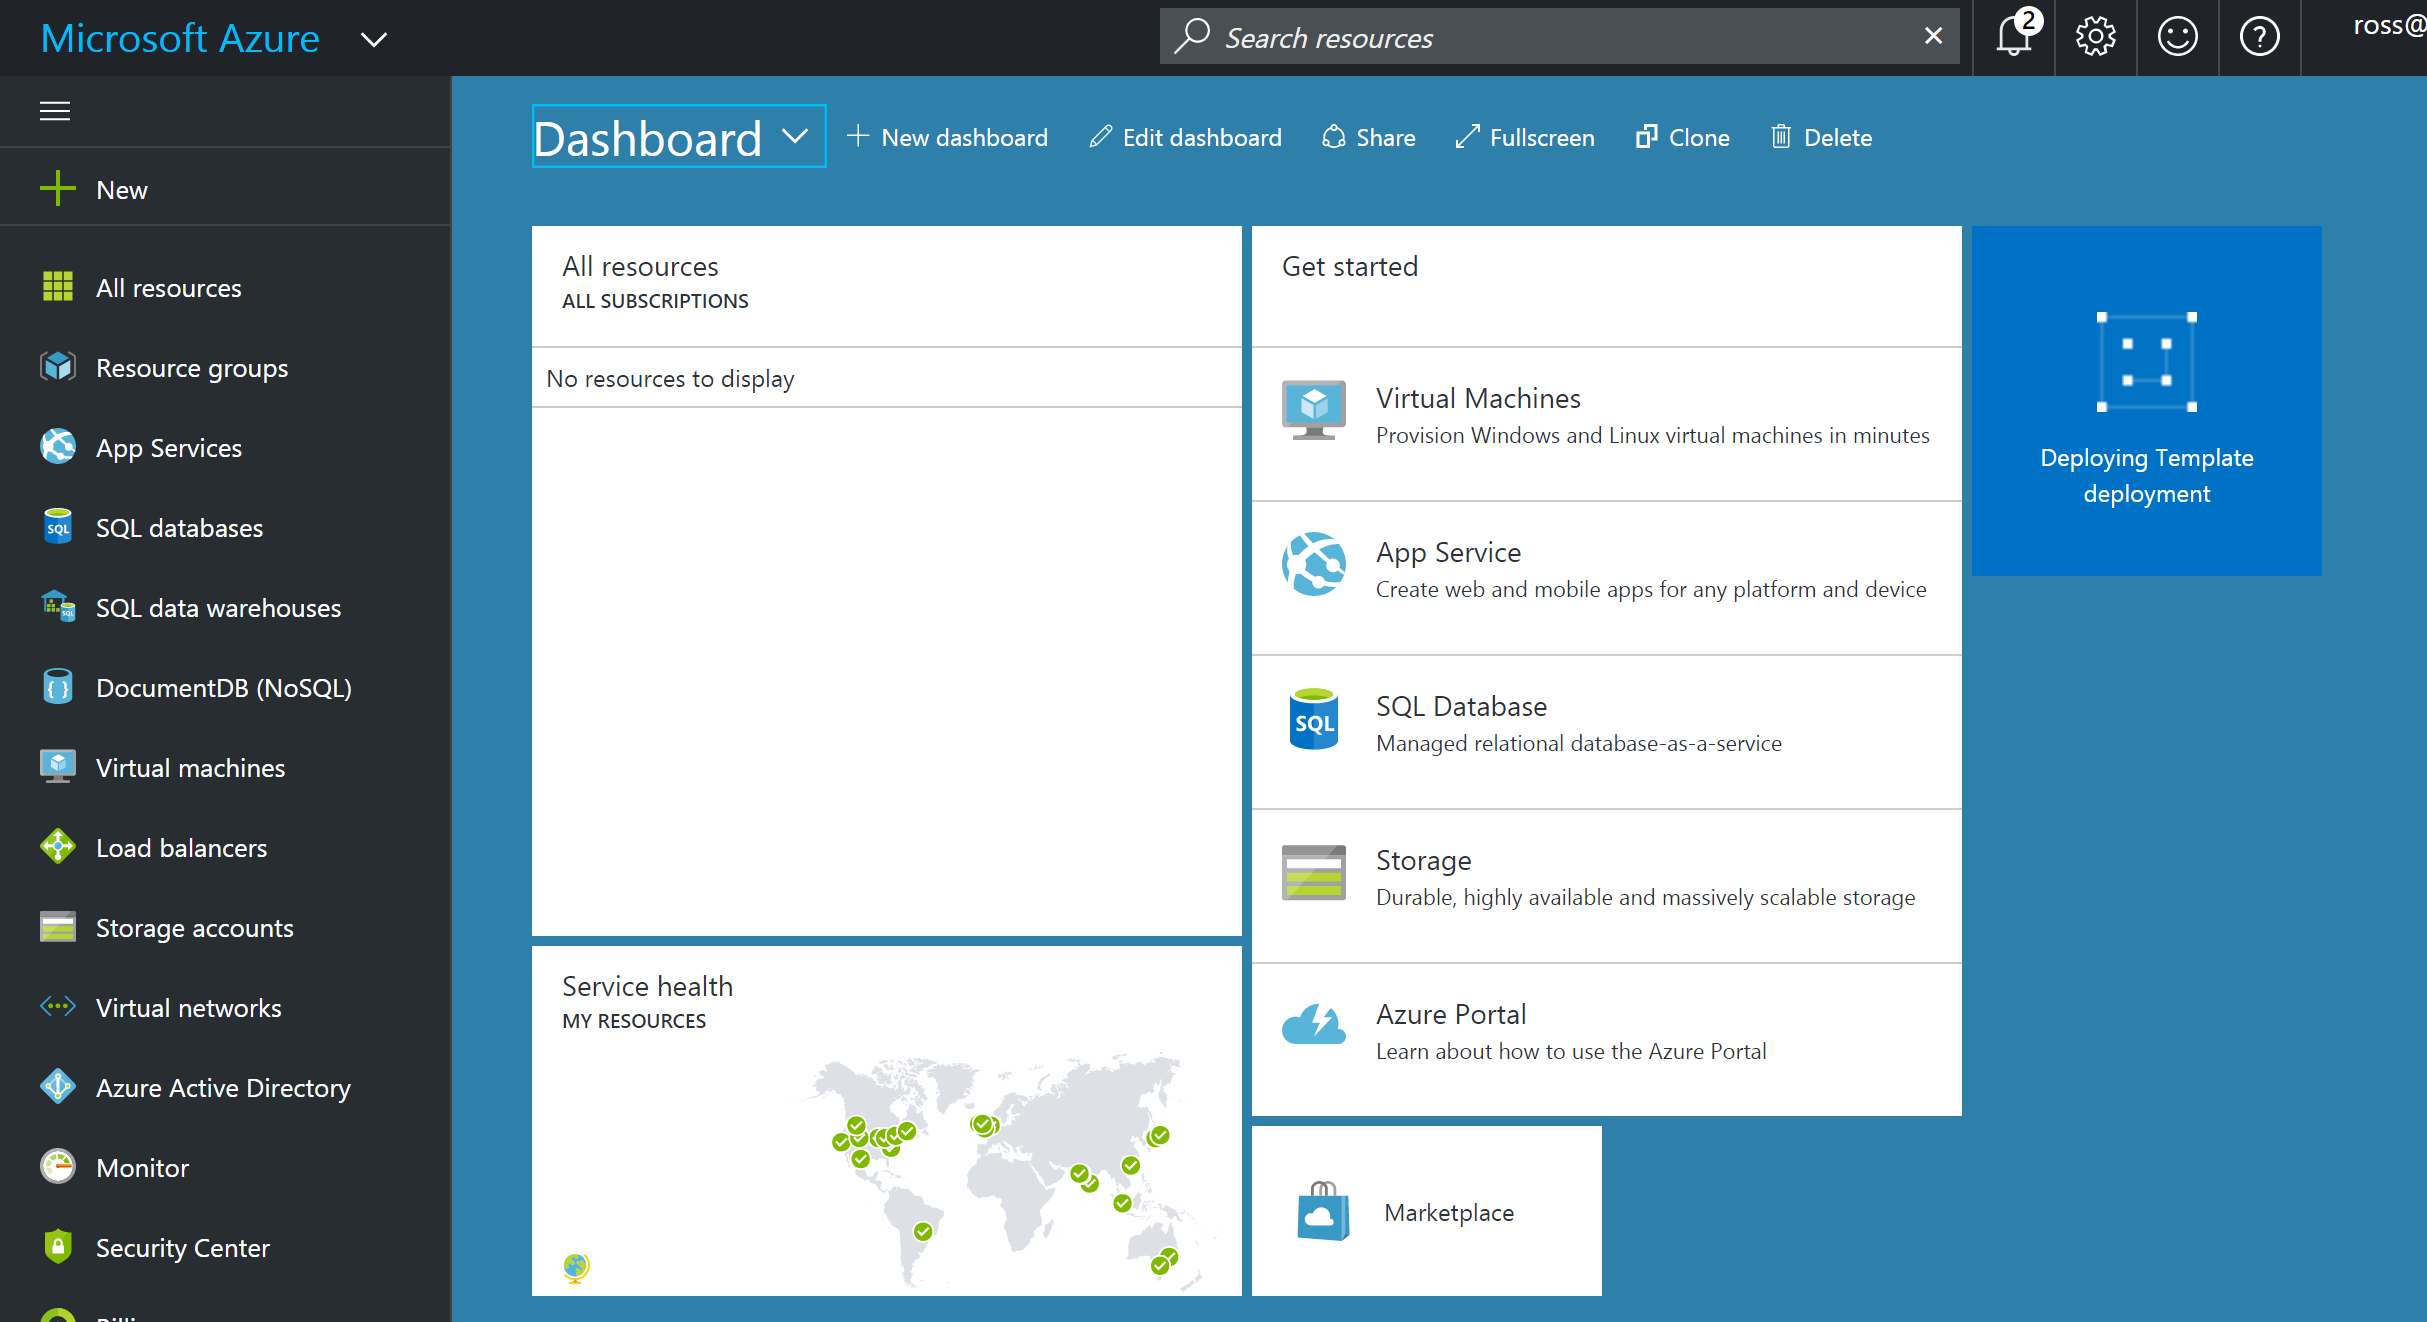 Microsoft Azure
Search resources
2
ross@
New
All resources
Resource groups
App Services
SQL databases
SQL data warehouses
DocumentDB (NoSQL)
Virtual machines
Load balancers
Storage accounts
Virtual networks
Azure Active Directory
Monitor
Security Center
Dashboard
New dashboard
Edit dashboard
Share
Fullscreen
Clone
Delete
All resources
ALL SUBSCRIPTIONS
No resources to display
Service health
MY RESOURCES
Get started
Virtual Machines
Provision Windows and Linux virtual machines in minutes
App Service
Create web and mobile apps for any platform and device
SQL
SQL Database
Managed relational database-as-a-service
Storage
Durable, highly available and massively scalable storage
Azure Portal
Learn about how to use the Azure Portal
Marketplace
Deploying Template
deployment